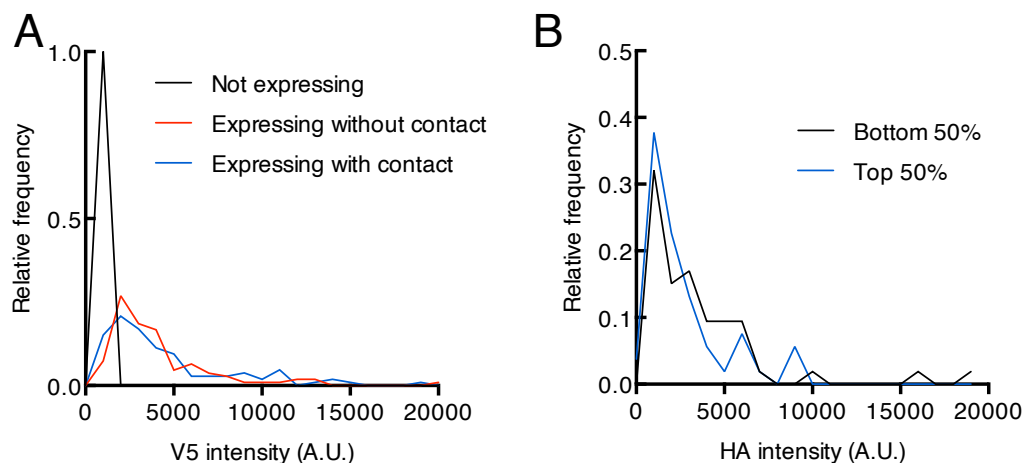 A
Relative frequency
1.0
0.5
0.0
0
5000
10000
15000
20000
V5 intensity (A.U.)
Not expressing
Expressing without contact
Expressing with contact
B
Relative frequency
0.5
0.4
0.3
0.2
0.1
0.0
0
5000
10000
15000
20000
HA intensity (A.U.)
Bottom 50%
Top 50%